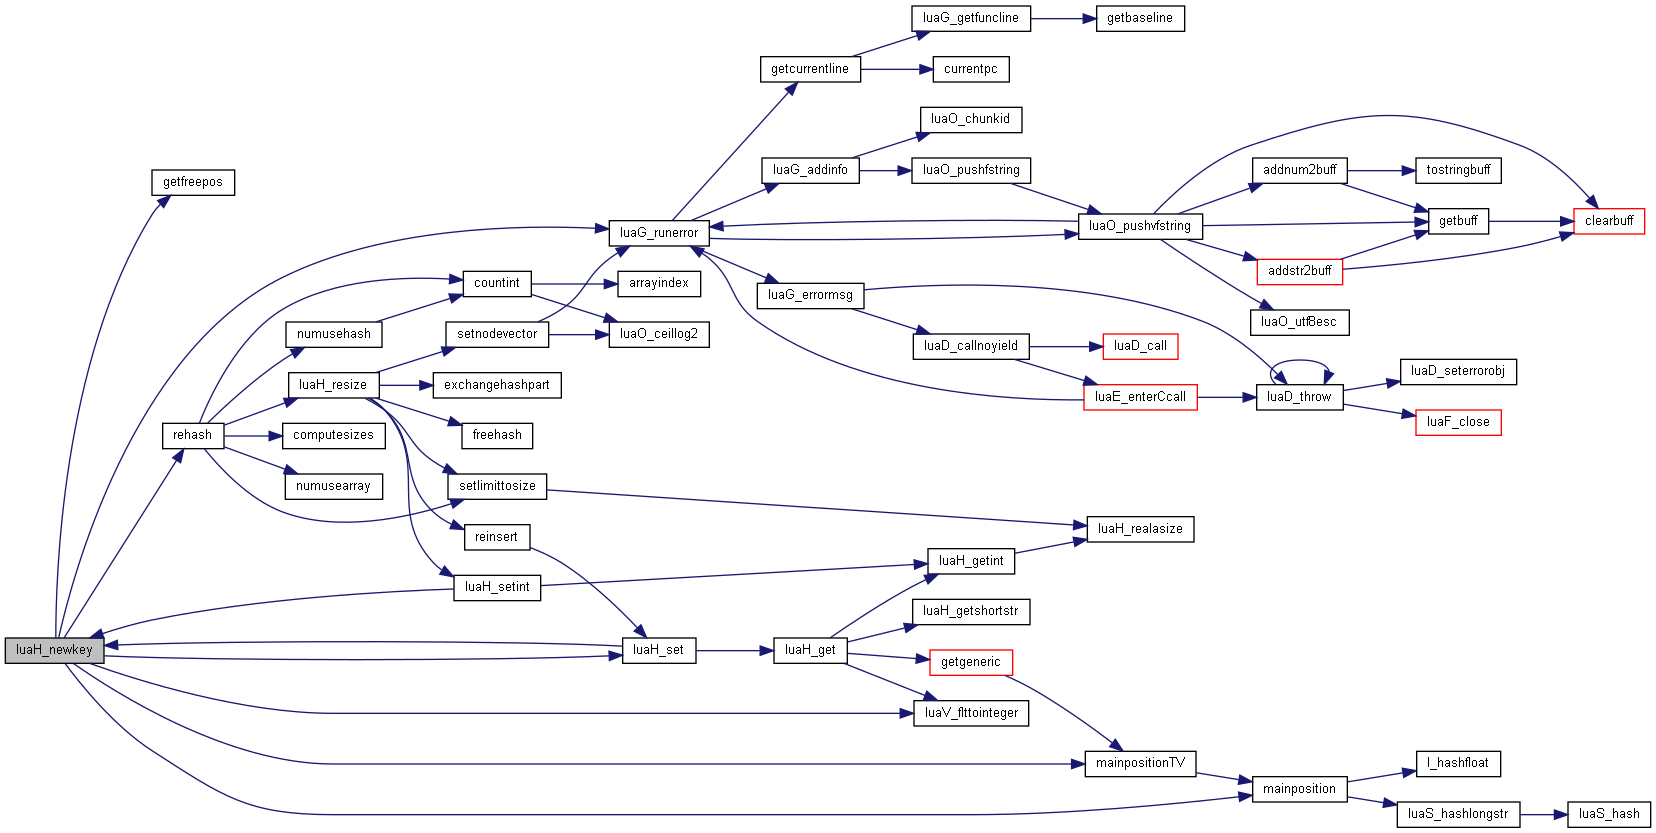 luaG_getfuncline
getbaseline
getcurrentline
currentpc
luaO_chunkid
luaG_addinfo
luaO_pushfstring
addnum2buff
tostringbuff
getfreepos
luaG_runerror
luaO_pushvfstring
getbuff
clearbuff
addstr2buff
countint
arrayindex
luaG_errormsg
luaO_utf8esc
numusehash
setnodevector
luaO_ceillog2
luaD_callnoyield
luaD_call
luaH_resize
exchangehashpart
luaE_enterCcall
luaD_throw
luaD_seterrorobj
luaF_close
rehash
computesizes
freehash
numusearray
setlimittosize
reinsert
luaH_realasize
luaH_getint
luaH_setint
luaH_getshortstr
luaH_newkey
luaH_set
luaH_get
getgeneric
luaV_flttointeger
mainpositionTV
l_hashfloat
mainposition
luaS_hashlongstr
luaS_hash